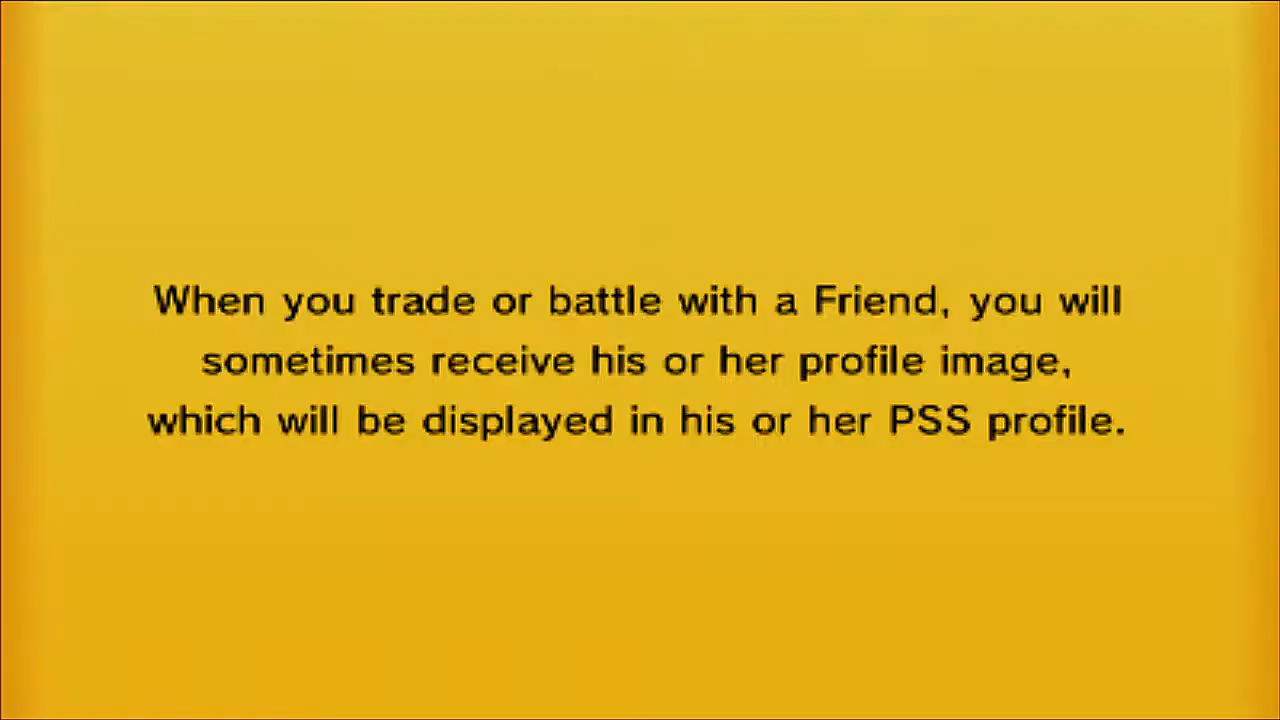 When you trade or battle with a Friend, you will
sometimes receive his or her profile image,
which will be displayed in his or her PSS profile.